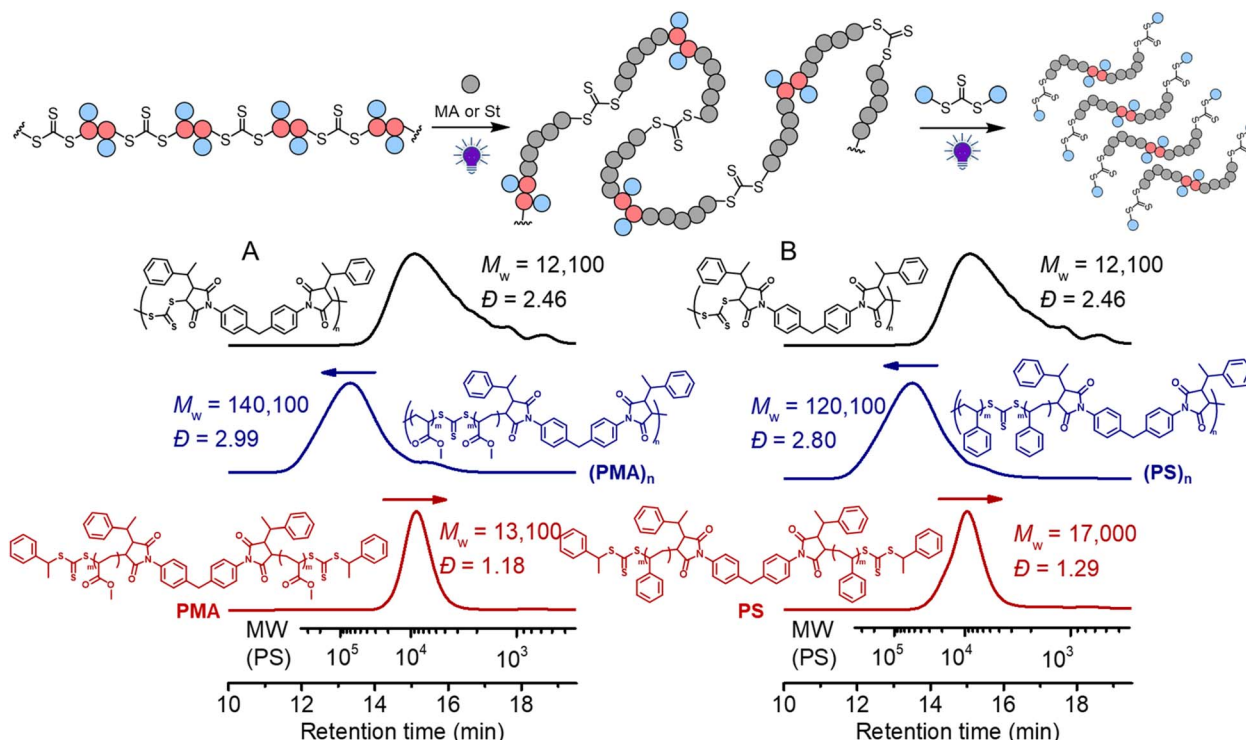 MA or St
A
M_w = 12,100
Đ = 2.46
M_w = 140,100
Đ = 2.99
(PMA)_n
M_w = 13,100
Đ = 1.18
PMA
MW
(PS)
10^5
10^4
10^3
10 12 14 16 18
Retention time (min)
B
M_w = 12,100
Đ = 2.46
M_w = 120,100
Đ = 2.80
(PS)_n
M_w = 17,000
Đ = 1.29
PS
MW
(PS)
10^5
10^4
10^3
10 12 14 16 18
Retention time (min)